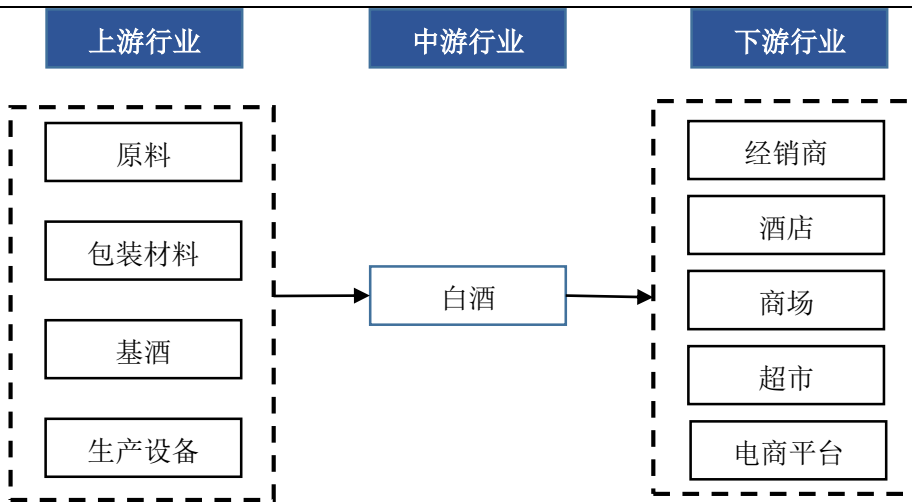 上游行业
中游行业
下游行业
原料
包装材料
基酒
生产设备
白酒
经销商
酒店
商场
超市
电商平台